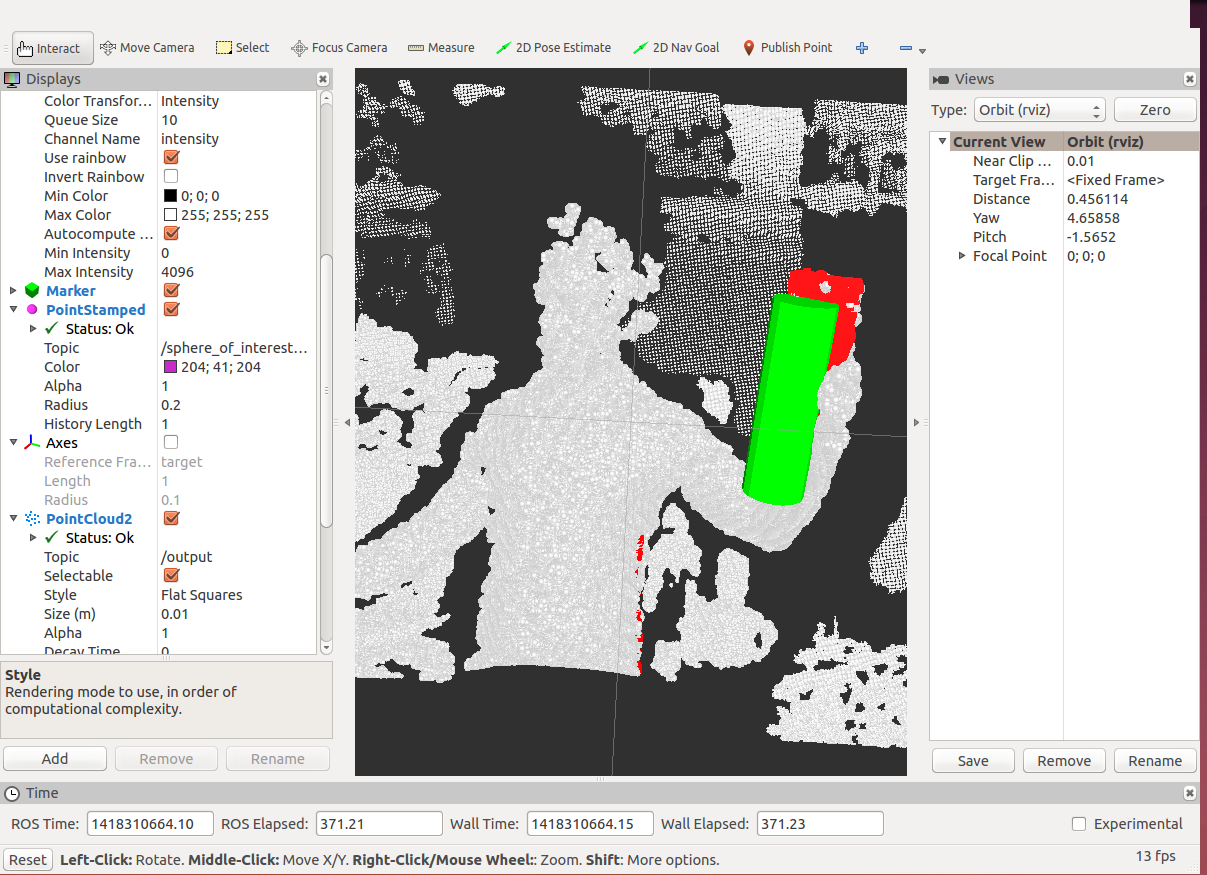 Interact Move Camera Select Focus Camera Measure 2D Pose Estimate 2D Nav Goal Publish Point
Displays
Color Transfor... Intensity
Queue Size 10
Channel Name intensity
Use rainbow
Invert Rainbow
Min Color 0; 0; 0
Max Color 255; 255; 255
Autocompute ...
Min Intensity 0
Max Intensity 4096
Marker
PointStamped
Status: Ok
Topic /sphere_of_interest...
Color 204; 41; 204
Alpha 1
Radius 0.2
History Length 1
Axes
Reference Fra... target
Length 1
Radius 0.1
PointCloud2
Status: Ok
Topic /output
Selectable
Style Flat Squares
Size (m) 0.01
Alpha 1
Decay Time 0
Style
Rendering mode to use, in order of
computational complexity.
Add Remove Rename
Views
Type: Orbit (rviz) Zero
Current View Orbit (rviz)
Near Clip ... 0.01
Target Fra... <Fixed Frame>
Distance 0.456114
Yaw 4.65858
Pitch -1.5652
Focal Point 0; 0; 0
Save Remove Rename
Time
ROS Time: 1418310664.10 ROS Elapsed: 371.21 Wall Time: 1418310664.15 Wall Elapsed: 371.23 Experimental
Reset Left-Click: Rotate. Middle-Click: Move X/Y. Right-Click/Mouse Wheel:: Zoom. Shift: More options. 13 fps